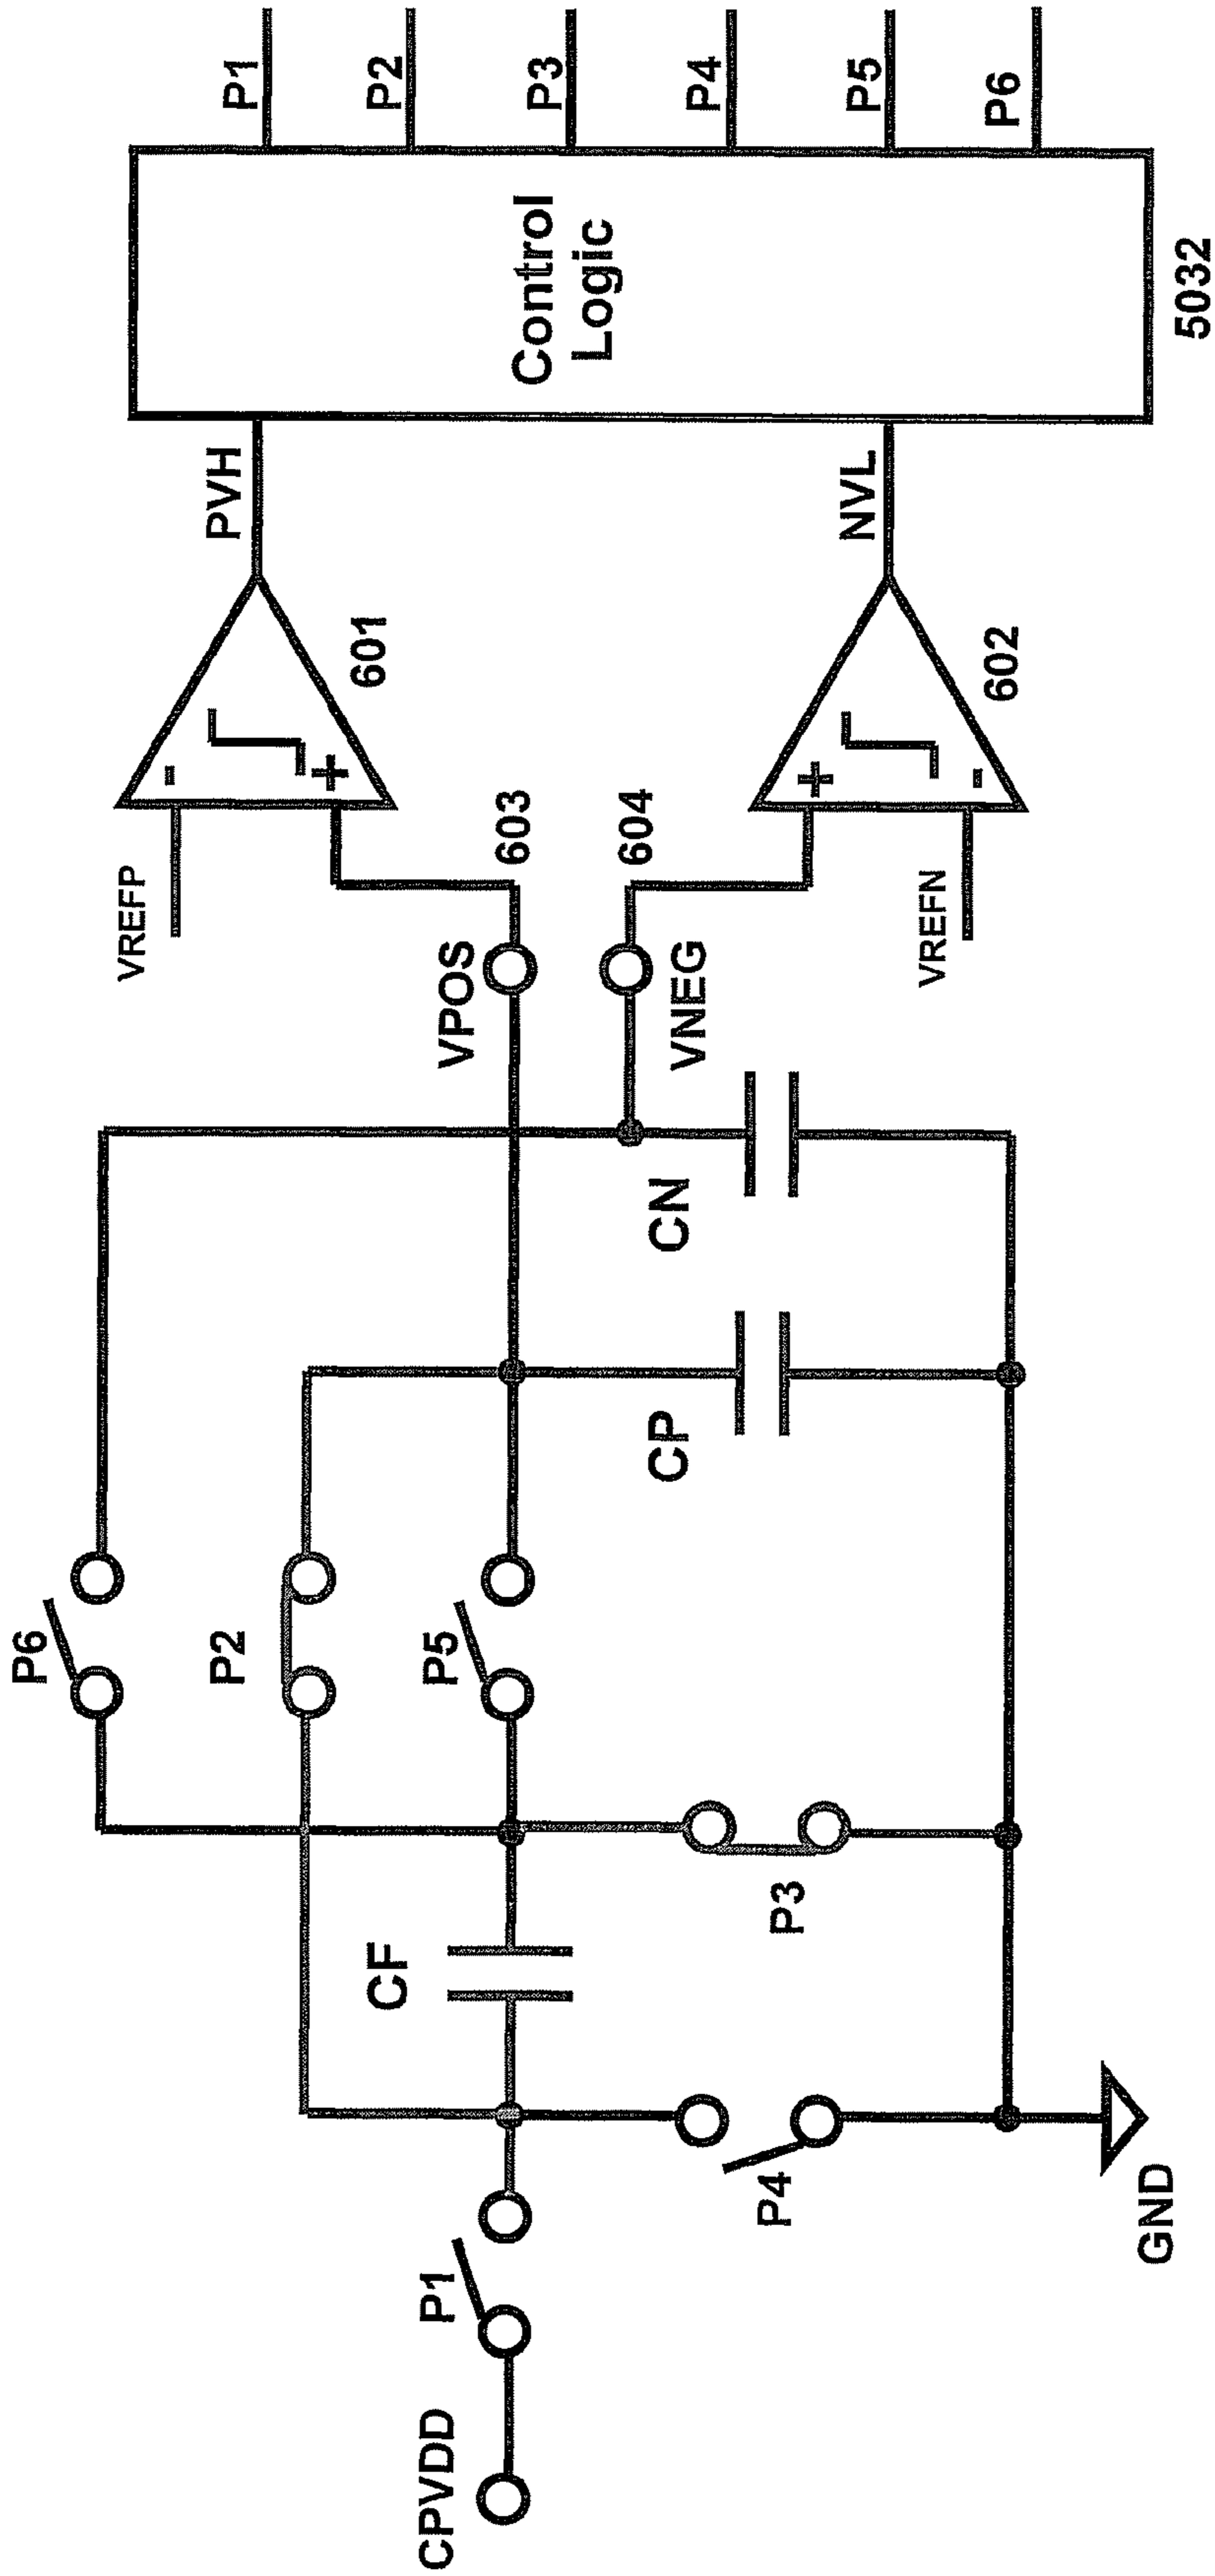 P6
P2
P5
P1
CPVDD
CF
P3
P4
GND
CP
CN
VPOS
603
VNEG
604
VREFP
-
+
601
PVH
VREFN
+
-
602
NVL
Control
Logic
5032
P1
P2
P3
P4
P5
P6